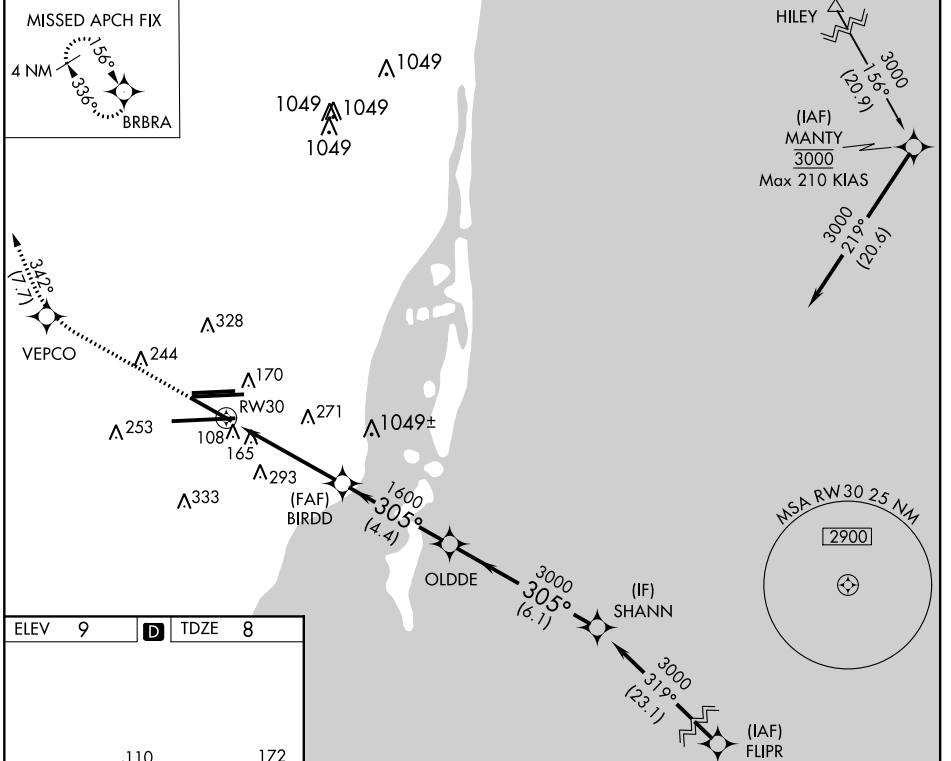 MISSED APCH FIX
4 NM
156°
336°
BRBRA
1049
1049
1049
1049
HILEY
3000
156°
(20.9)
(IAF)
MANTY
3000
Max 210 KIAS
3000
219°
(20.6)
342°
(7.7)
VEPCO
328
244
170
RW30
271
1049±
253
108
165
293
333
(FAF)
BIRDD
1600
305°
(4.4)
OLDDE
3000
305°
(6.1)
(IF)
SHANN
3000
319°
(23.1)
(IAF)
FLIPR
MSA RW30 25 NM
2900
ELEV 9 D TDZE 8
110 172